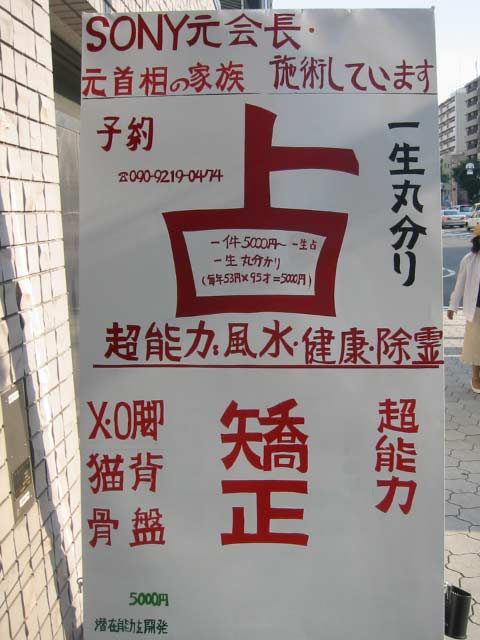 SONY元会長・
元首相の家族 施術しています
予約
☎090-9219-0474
占
一生丸分り
一件5000円〜一生占
一生丸分かり
(毎年53円×95才=5000円)
超能力:風水・健康・除霊
X・O脚
猫背
骨盤
矯正
超能力
5000円
潜在能力を開発